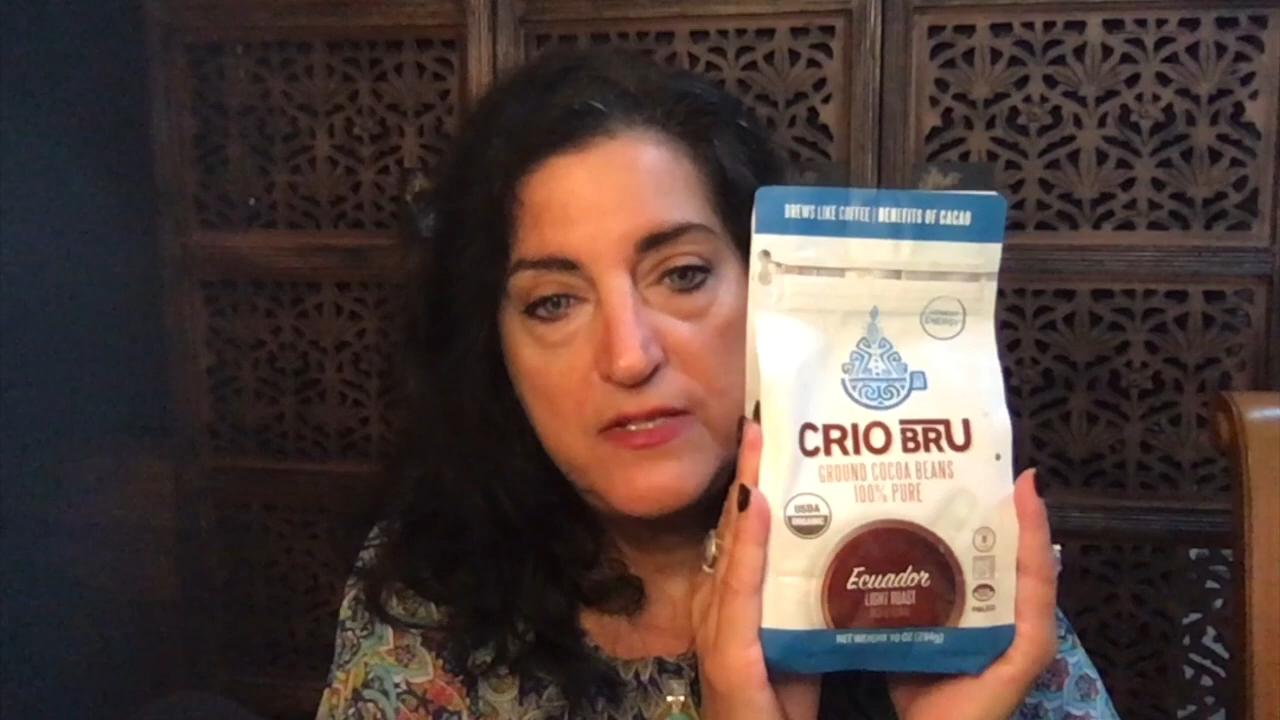 BREWS LIKE COFFEE | BENEFITS OF CACAO
ENERGY
CRIO BRU
GROUND COCOA BEANS
100% PURE
USDA
ORGANIC
Ecuador
LIGHT ROAST
PALEO
NET WEIGHT 10 OZ (284g)